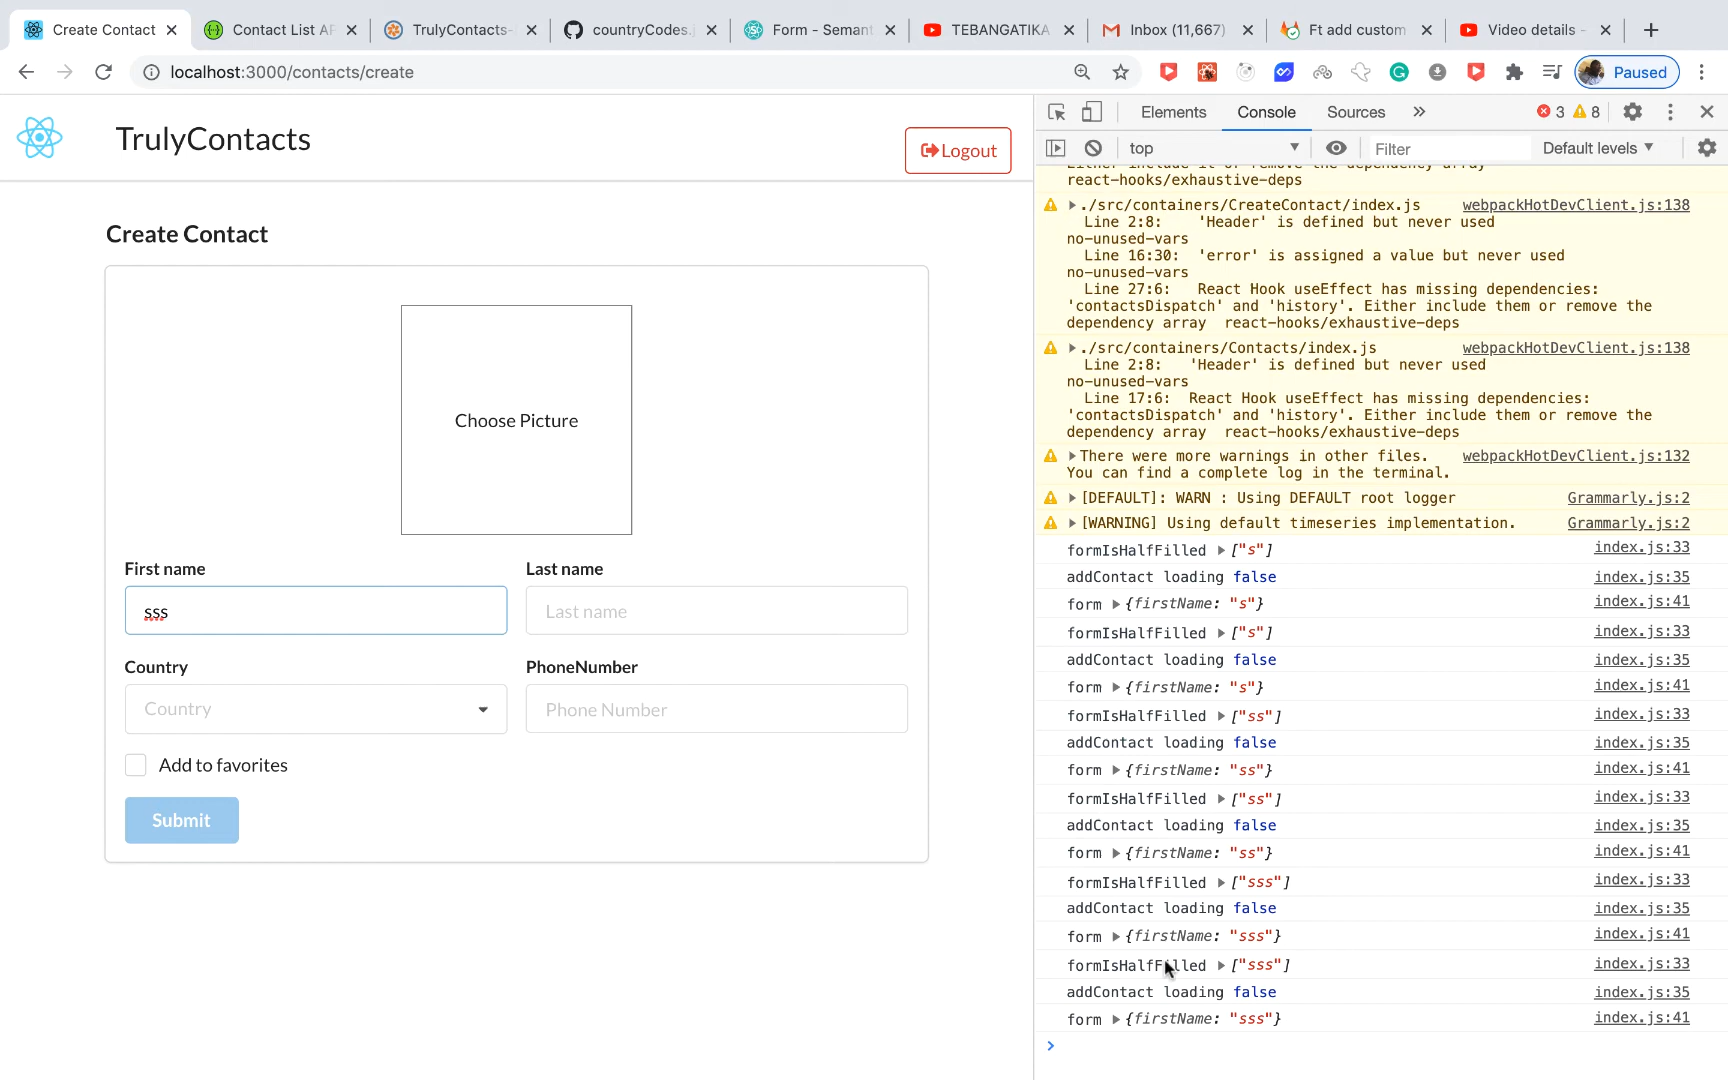 Create Contact
Contact List AP
TrulyContacts-
countryCodes.j
Form - Semant
TEBANGATIKA
Inbox (11,667)
Ft add custom
Video details -
localhost:3000/contacts/create
Paused
TrulyContacts
Logout
Create Contact
Choose Picture
First name
Last name
sss
Last name
Country
PhoneNumber
Country
Phone Number
Add to favorites
Submit
Elements
Console
Sources
3
8
top
Filter
Default levels
react-hooks/exhaustive-deps
./src/containers/CreateContact/index.js webpackHotDevClient.js:138
Line 2:8: 'Header' is defined but never used
no-unused-vars
Line 16:30: 'error' is assigned a value but never used
no-unused-vars
Line 27:6: React Hook useEffect has missing dependencies:
'contactsDispatch' and 'history'. Either include them or remove the
dependency array react-hooks/exhaustive-deps
./src/containers/Contacts/index.js webpackHotDevClient.js:138
Line 2:8: 'Header' is defined but never used
no-unused-vars
Line 17:6: React Hook useEffect has missing dependencies:
'contactsDispatch' and 'history'. Either include them or remove the
dependency array react-hooks/exhaustive-deps
There were more warnings in other files. webpackHotDevClient.js:132
You can find a complete log in the terminal.
[DEFAULT]: WARN : Using DEFAULT root logger Grammarly.js:2
[WARNING] Using default timeseries implementation. Grammarly.js:2
formIsHalfFilled ["s"] index.js:33
addContact loading false index.js:35
form {firstName: "s"} index.js:41
formIsHalfFilled ["s"] index.js:33
addContact loading false index.js:35
form {firstName: "s"} index.js:41
formIsHalfFilled ["ss"] index.js:33
addContact loading false index.js:35
form {firstName: "ss"} index.js:41
formIsHalfFilled ["ss"] index.js:33
addContact loading false index.js:35
form {firstName: "ss"} index.js:41
formIsHalfFilled ["sss"] index.js:33
addContact loading false index.js:35
form {firstName: "sss"} index.js:41
formIsHalfFilled ["sss"] index.js:33
addContact loading false index.js:35
form {firstName: "sss"} index.js:41